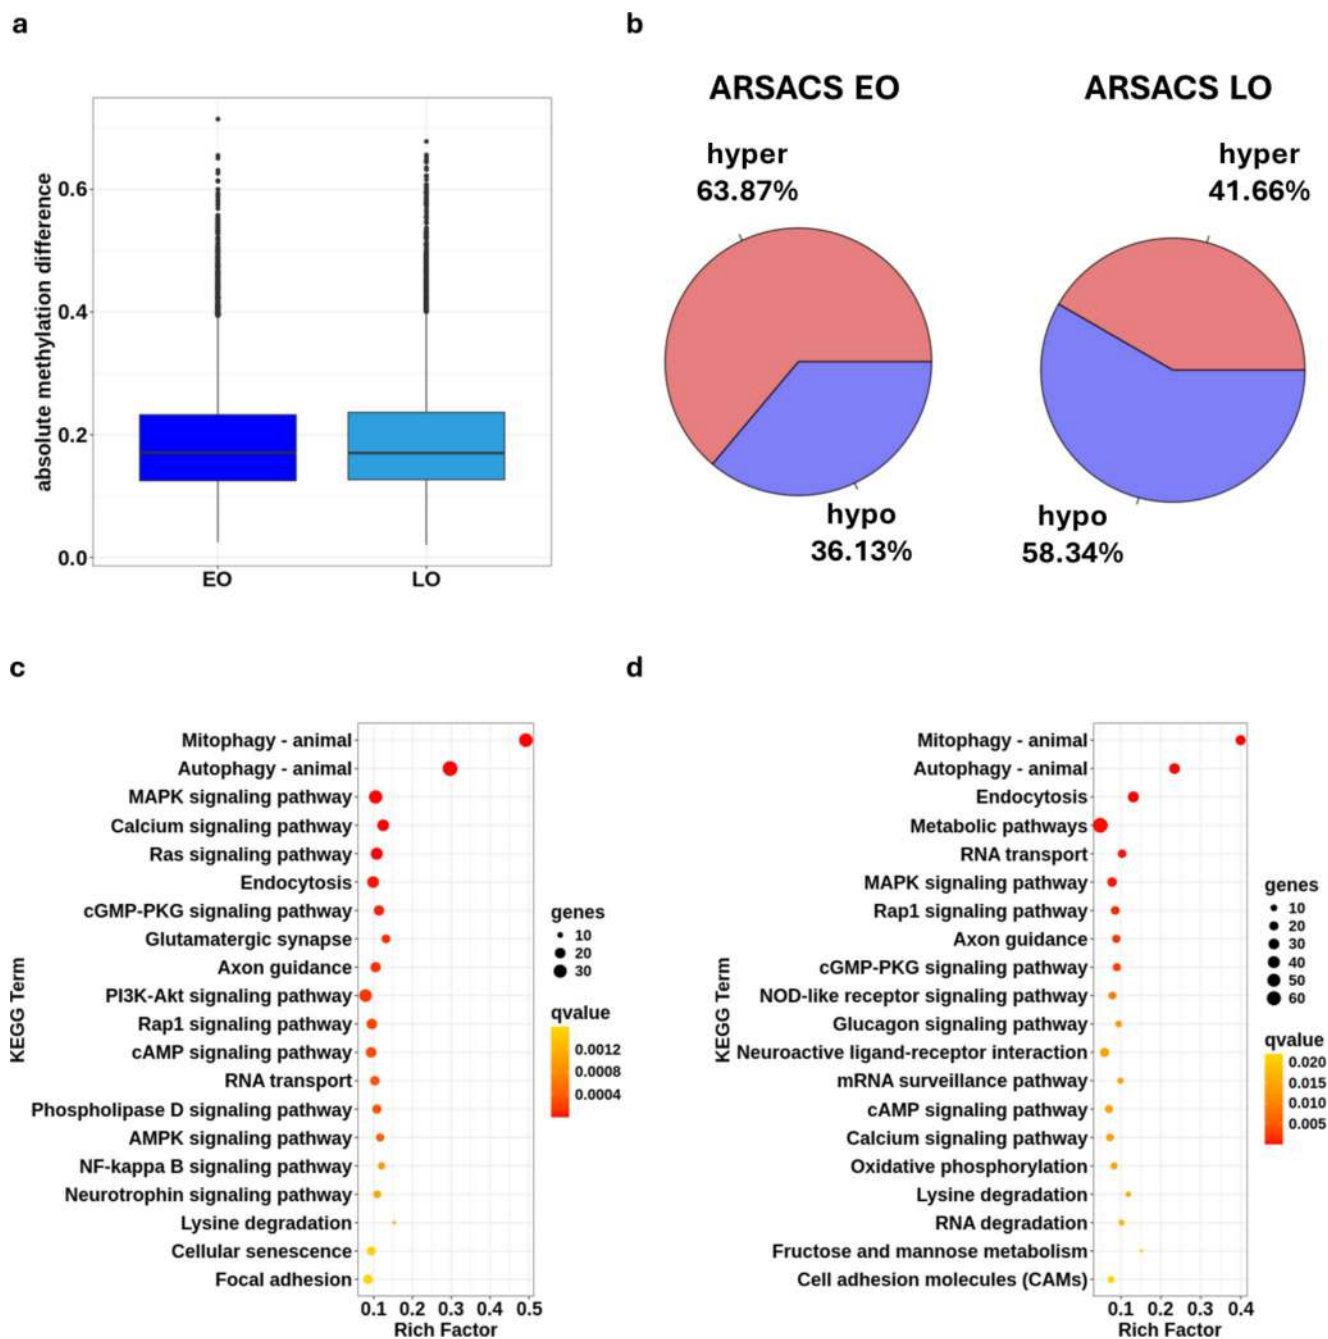 a
absolute methylation difference
0.6
0.4
0.2
0.0
EO LO
b
ARSACS EO
hyper
63.87%
hypo
36.13%
ARSACS LO
hyper
41.66%
hypo
58.34%
c
KEGG Term
Mitophagy - animal
Autophagy - animal
MAPK signaling pathway
Calcium signaling pathway
Ras signaling pathway
Endocytosis
cGMP-PKG signaling pathway
Glutamatergic synapse
Axon guidance
PI3K-Akt signaling pathway
Rap1 signaling pathway
cAMP signaling pathway
RNA transport
Phospholipase D signaling pathway
AMPK signaling pathway
NF-kappa B signaling pathway
Neurotrophin signaling pathway
Lysine degradation
Cellular senescence
Focal adhesion
0.1 0.2 0.3 0.4 0.5
Rich Factor
genes
10
20
30
qvalue
0.0012
0.0008
0.0004
d
KEGG Term
Mitophagy - animal
Autophagy - animal
Endocytosis
Metabolic pathways
RNA transport
MAPK signaling pathway
Rap1 signaling pathway
Axon guidance
cGMP-PKG signaling pathway
NOD-like receptor signaling pathway
Glucagon signaling pathway
Neuroactive ligand-receptor interaction
mRNA surveillance pathway
cAMP signaling pathway
Calcium signaling pathway
Oxidative phosphorylation
Lysine degradation
RNA degradation
Fructose and mannose metabolism
Cell adhesion molecules (CAMs)
0.1 0.2 0.3 0.4
Rich Factor
genes
10
20
30
40
50
60
qvalue
0.020
0.015
0.010
0.005